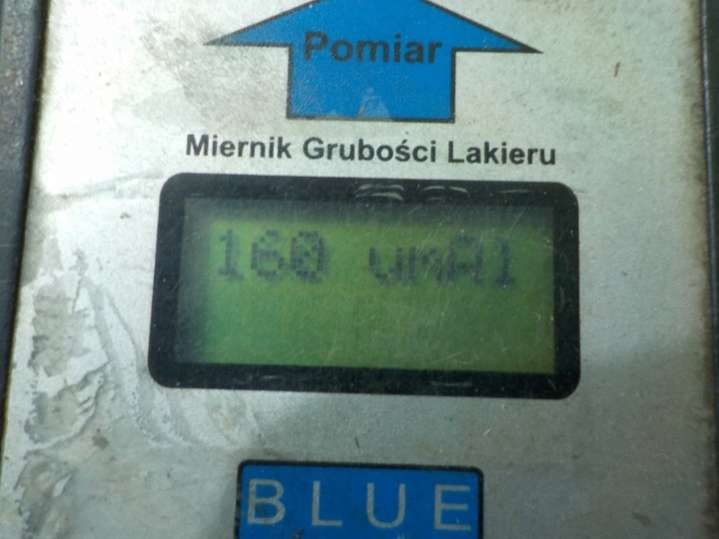 Pomiar
Miernik Grubości Lakieru
160 umAl
BLUE